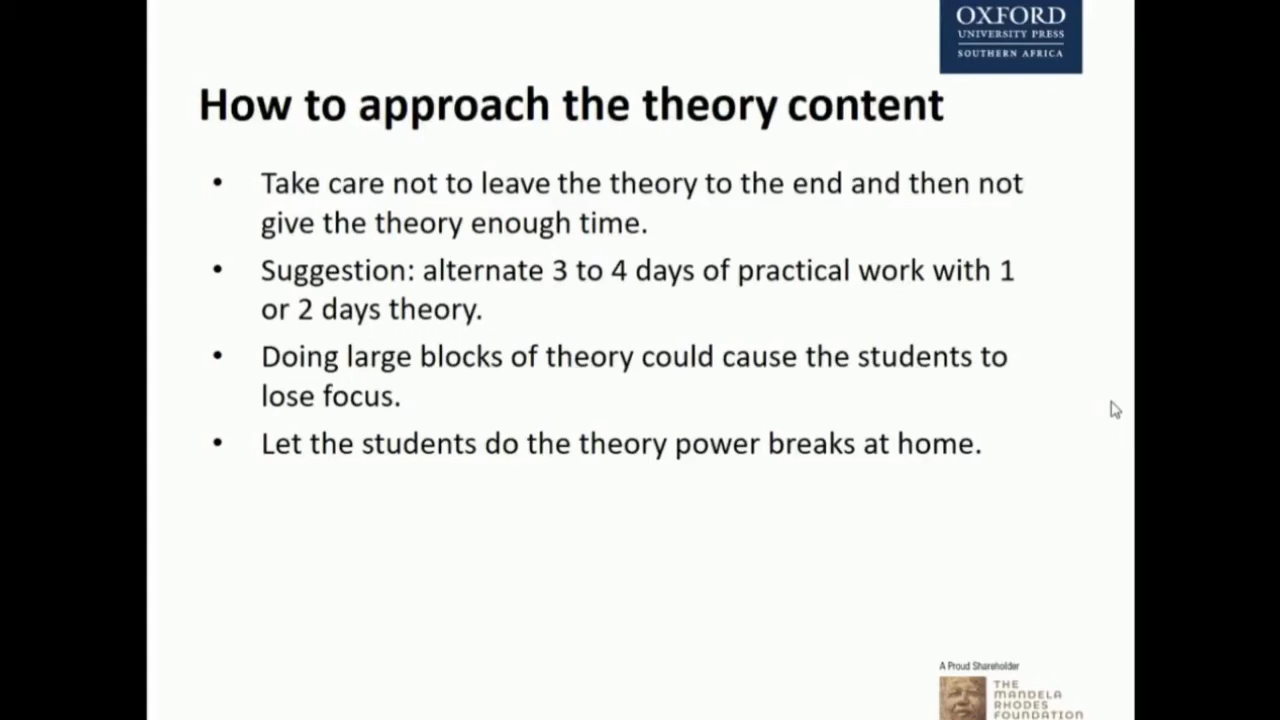 OXFORD
UNIVERSITY PRESS
SOUTHERN AFRICA
How to approach the theory content
• Take care not to leave the theory to the end and then not
give the theory enough time.
• Suggestion: alternate 3 to 4 days of practical work with 1
or 2 days theory.
• Doing large blocks of theory could cause the students to
lose focus.
• Let the students do the theory power breaks at home.
A Proud Shareholder
THE
MANDELA
RHODES
FOUNDATION